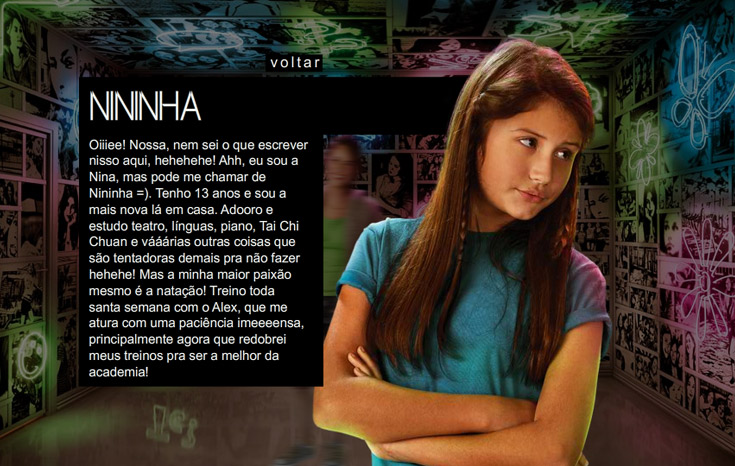 voltar
NININHA
Oiiiee! Nossa, nem sei o que escrever
nisso aqui, hehehehe! Ahh, eu sou a
Nina, mas pode me chamar de
Nininha =). Tenho 13 anos e sou a
mais nova lá em casa. Adooro e
estudo teatro, línguas, piano, Tai Chi
Chuan e váááárias outras coisas que
são tentadoras demais pra não fazer
hehehe! Mas a minha maior paixão
mesmo é a natação! Treino toda
santa semana com o Alex, que me
atura com uma paciência imeeeensa,
principalmente agora que redobrei
meus treinos pra ser a melhor da
academia!